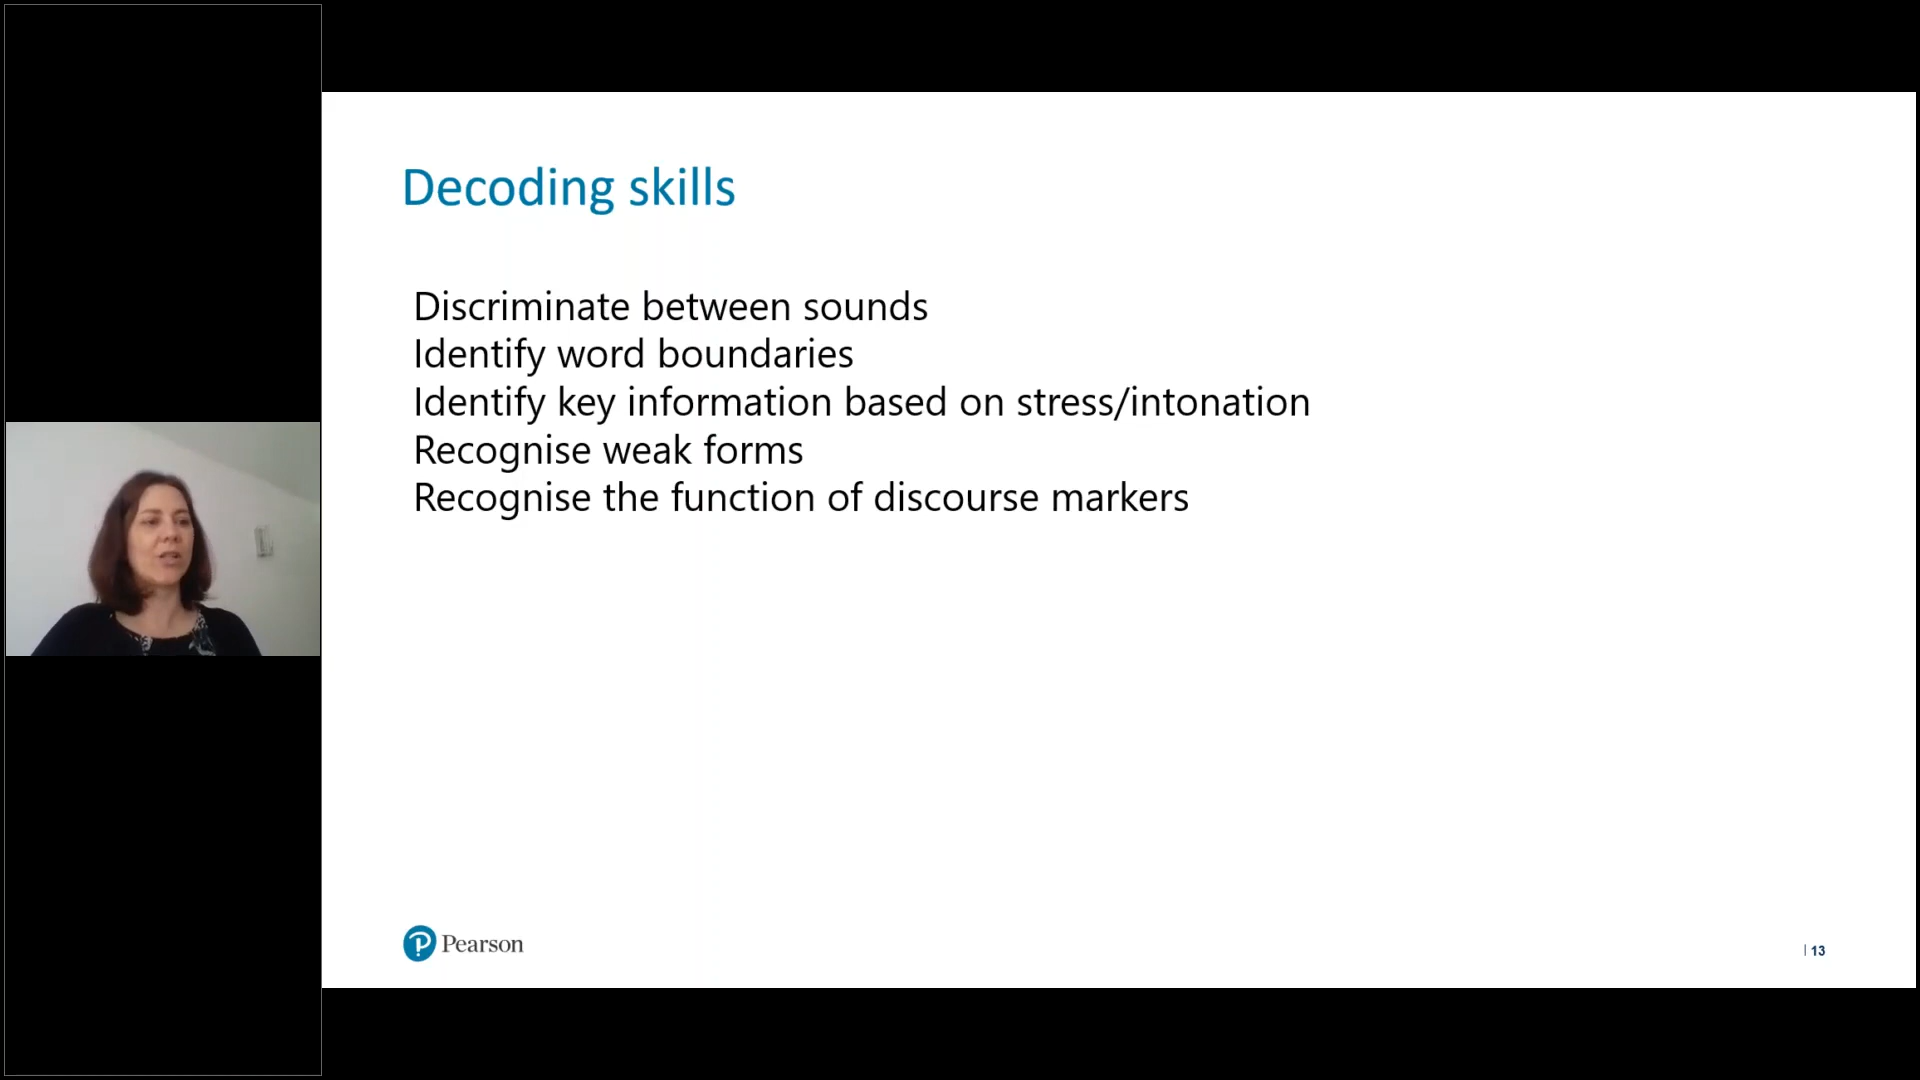 Decoding skills
Discriminate between sounds
Identify word boundaries
Identify key information based on stress/intonation
Recognise weak forms
Recognise the function of discourse markers
Pearson
| 13